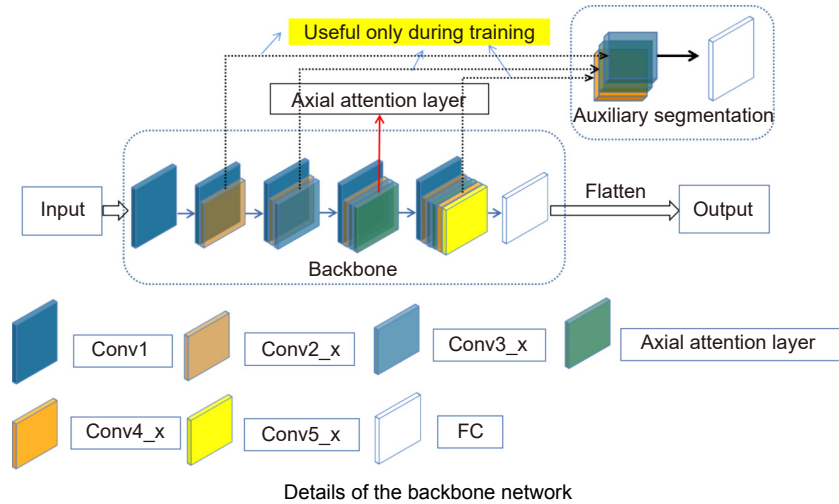 Useful only during training
Axial attention layer
Auxiliary segmentation
Input
Flatten
Output
Backbone
Conv1
Conv2_x
Conv3_x
Axial attention layer
Conv4_x
Conv5_x
FC
Details of the backbone network